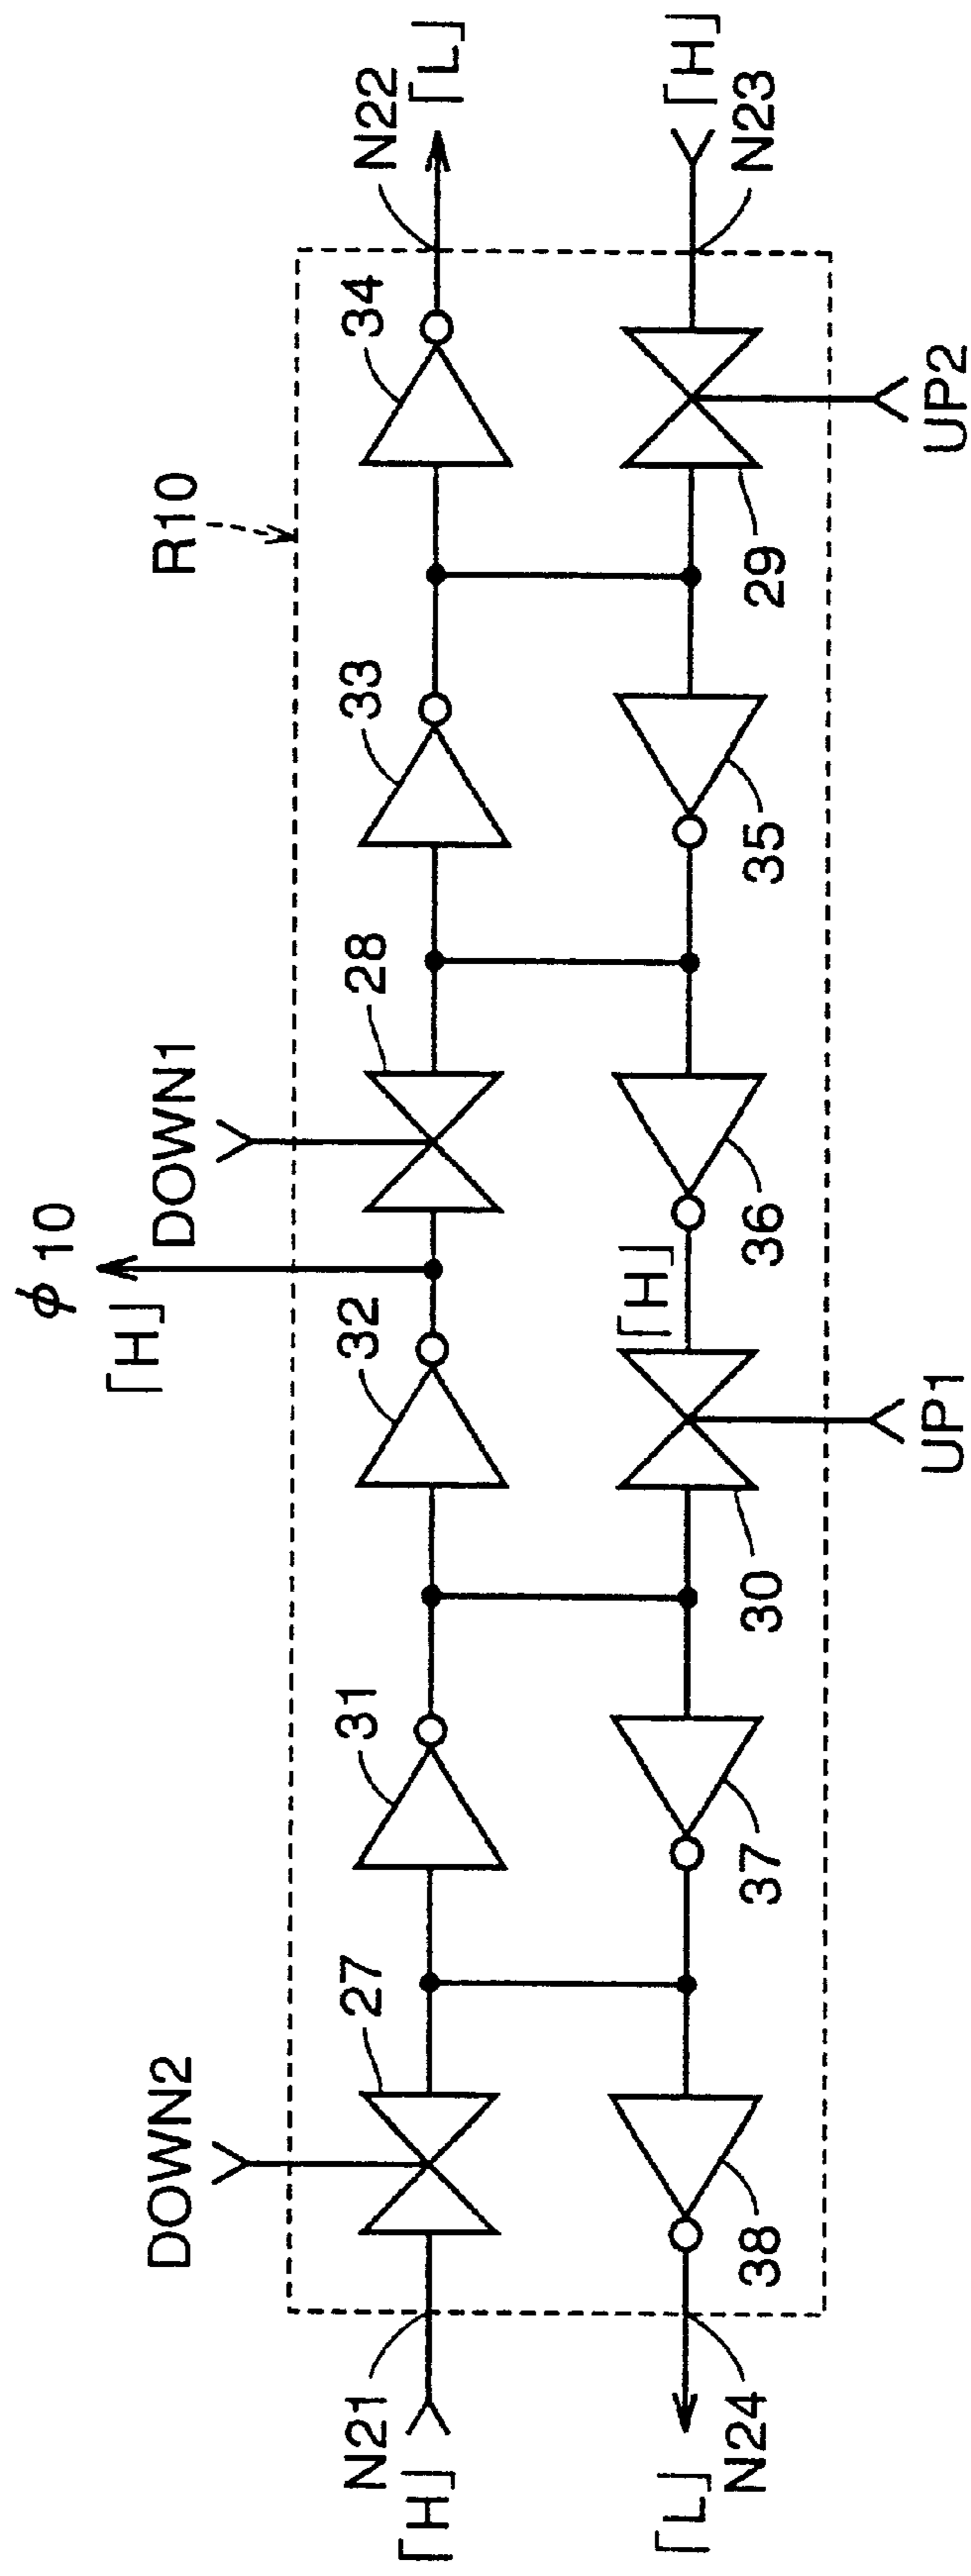 φ 10
「H」
DOWN2
DOWN1
R10
N21
「H」
27
31
32
28
33
34
N22
「L」
「H」
N24
「L」
38
37
30
36
35
29
N23
「H」
UP1
UP2